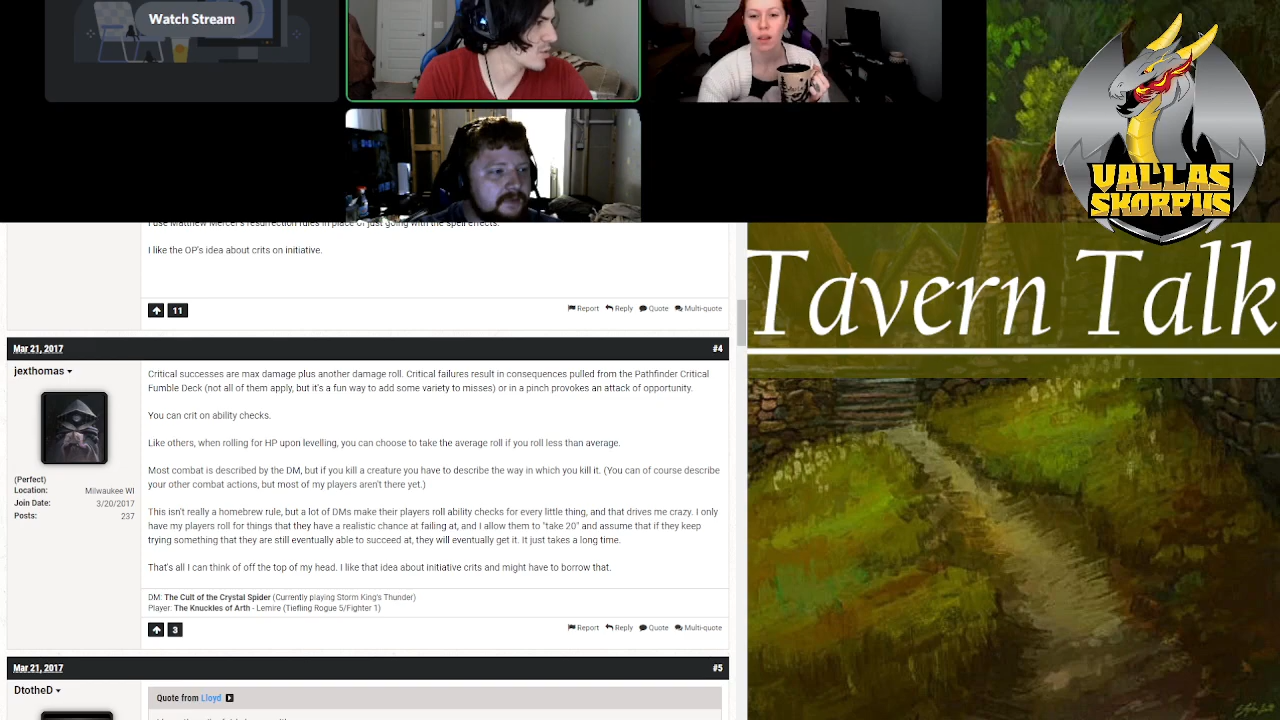 Watch Stream
VALLAS
SKORPUS
I use Matthew Mercer's resurrection rules in place of just going with the spell effects.
I like the OP's idea about crits on initiative.
11
Report Reply Quote Multi-quote
Tavern Talk
Mar 21, 2017 #4
jexthomas
Critical successes are max damage plus another damage roll. Critical failures result in consequences pulled from the Pathfinder Critical
Fumble Deck (not all of them apply, but it's a fun way to add some variety to misses) or in a pinch provokes an attack of opportunity.
You can crit on ability checks.
Like others, when rolling for HP upon levelling, you can choose to take the average roll if you roll less than average.
Most combat is described by the DM, but if you kill a creature you have to describe the way in which you kill it. (You can of course describe
your other combat actions, but most of my players aren't there yet.)
(Perfect)
Location: Milwaukee WI
Join Date: 3/20/2017
Posts: 237
This isn't really a homebrew rule, but a lot of DMs make their players roll ability checks for every little thing, and that drives me crazy. I only
have my players roll for things that they have a realistic chance at failing at, and I allow them to "take 20" and assume that if they keep
trying something that they are still eventually able to succeed at, they will eventually get it. It just takes a long time.
That's all I can think of off the top of my head. I like that idea about initiative crits and might have to borrow that.
DM: The Cult of the Crystal Spider (Currently playing Storm King's Thunder)
Player: The Knuckles of Arth - Lemire (Tiefling Rogue 5/Fighter 1)
3
Report Reply Quote Multi-quote
Mar 21, 2017 #5
DtotheD
Quote from Lloyd